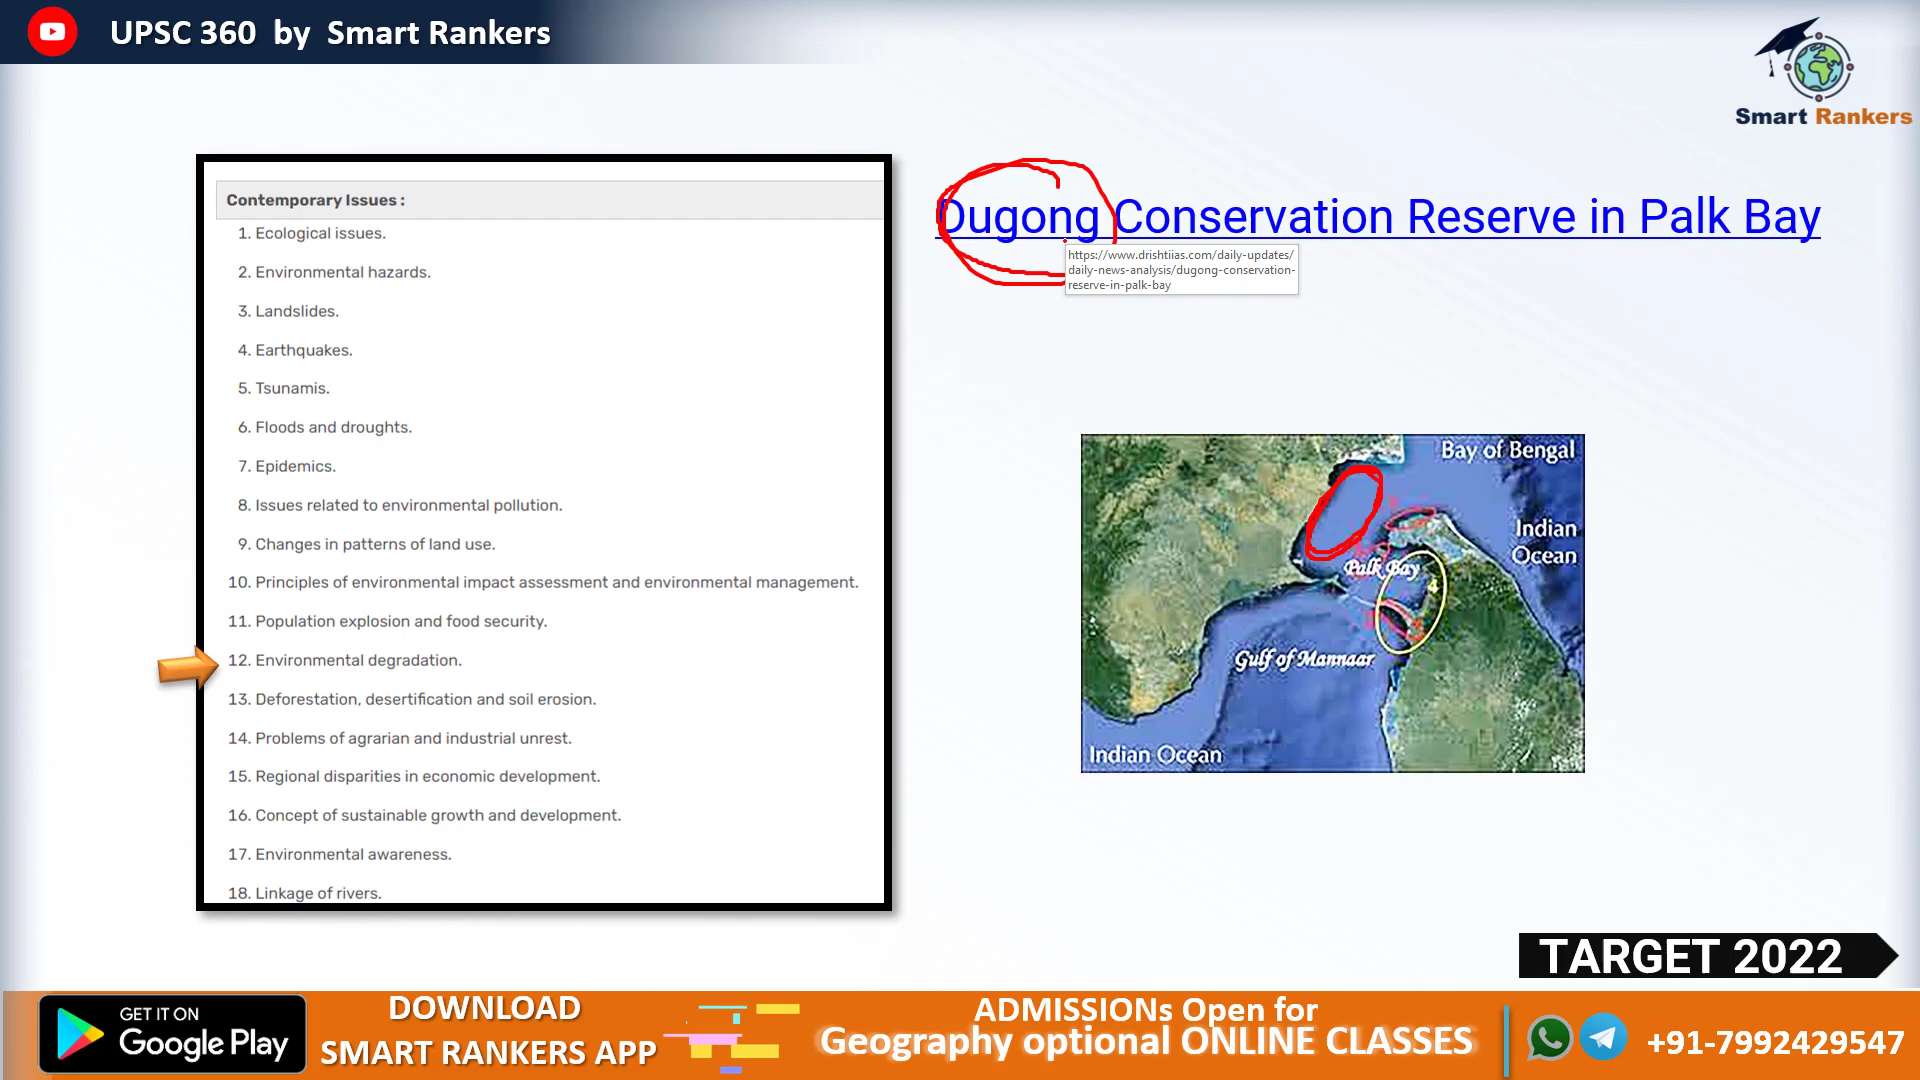 UPSC 360 by Smart Rankers
Smart Rankers
Contemporary Issues :
1. Ecological issues.
2. Environmental hazards.
3. Landslides.
4. Earthquakes.
5. Tsunamis.
6. Floods and droughts.
7. Epidemics.
8. Issues related to environmental pollution.
9. Changes in patterns of land use.
10. Principles of environmental impact assessment and environmental management.
11. Population explosion and food security.
12. Environmental degradation.
13. Deforestation, desertification and soil erosion.
14. Problems of agrarian and industrial unrest.
15. Regional disparities in economic development.
16. Concept of sustainable growth and development.
17. Environmental awareness.
18. Linkage of rivers.
Dugong Conservation Reserve in Palk Bay
https://www.drishtiias.com/daily-updates/
daily-news-analysis/dugong-conservation-
reserve-in-palk-bay
Bay of Bengal
Indian
Ocean
Palk Bay
4
Gulf of Mannaar
Indian Ocean
TARGET 2022
GET IT ON
Google Play
DOWNLOAD
SMART RANKERS APP
ADMISSIONs Open for
Geography optional ONLINE CLASSES
+91-7992429547